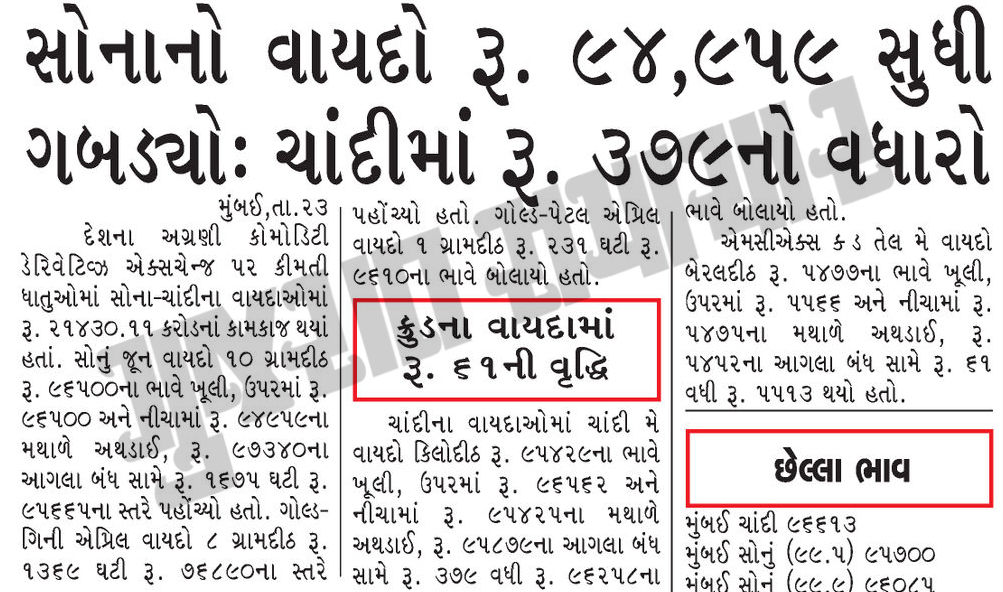 સોનાનો વાયદો રૂ. ૯૪,૯૫૯ સુધી
ગબડ્યો: ચાંદીમાં રૂ. ૩૭૯નો વધારો
મુંબઈ,તા.૨૩
દેશના અગ્રણી કોમોડિટી
ડેરિવેટિવ્ઝ એક્સચેન્જ પર કીમતી
ધાતુઓમાં સોના-ચાંદીના વાયદાઓમાં
રૂ. ૨૧૪૩૦.૧૧ કરોડનાં કામકાજ થયાં
હતાં. સોનું જૂન વાયદો ૧૦ ગ્રામદીઠ
રૂ. ૯૬૫૦૦ના ભાવે ખૂલી, ઉપરમાં રૂ.
૯૬૫૦૦ અને નીચામાં રૂ. ૯૪૯૫૯ના
મથાળે અથડાઈ, રૂ. ૯૭૩૪૦ના
આગલા બંધ સામે રૂ. ૧૬૭૫ ઘટી રૂ.
૯૫૬૬૫ના સ્તરે પહોંચ્યો હતો. ગોલ્ડ-
ગિની એપ્રિલ વાયદો ૮ ગ્રામદીઠ રૂ.
૧૩૬૯ ઘટી રૂ. ૭૬૮૯૦ના સ્તરે
પહોંચ્યો હતો. ગોલ્ડ-પેટલ એપ્રિલ
વાયદો ૧ ગ્રામદીઠ રૂ. ૨૩૧ ઘટી રૂ.
૯૬૧૦ના ભાવે બોલાયો હતો.
ક્રુડના વાયદામાં
રૂ. ૬૧ની વૃદ્ધિ
ચાંદીના વાયદાઓમાં ચાંદી મે
વાયદો કિલોદીઠ રૂ. ૯૫૪૨૯ના ભાવે
ખૂલી, ઉપરમાં રૂ. ૯૬૫૬૨ અને
નીચામાં રૂ. ૯૫૪૨૫ના મથાળે
અથડાઈ, રૂ. ૯૫૮૭૯ના આગલા બંધ
સામે રૂ. ૩૭૯ વધી રૂ. ૯૬૨૫૮ના
ભાવે બોલાયો હતો.
એમસીએક્સ ક ડ તેલ મે વાયદો
બેરલદીઠ રૂ. ૫૪૭૭ના ભાવે ખૂલી,
ઉપરમાં રૂ. ૫૫૬૬ અને નીચામાં રૂ.
૫૪૭૫ના મથાળે અથડાઈ, રૂ.
૫૪૫૨ના આગલા બંધ સામે રૂ. ૬૧
વધી રૂ. ૫૫૧૩ થયો હતો.
છેલ્લા ભાવ
મુંબઈ ચાંદી ૯૬૬૧૩
મુંબઈ સોનું (૯૯.૫) ૯૫૭૦૦
મુંબઈ સોનું (૯૯.૯) ૯૬૦૮૫
ગુજરાત સમાચાર